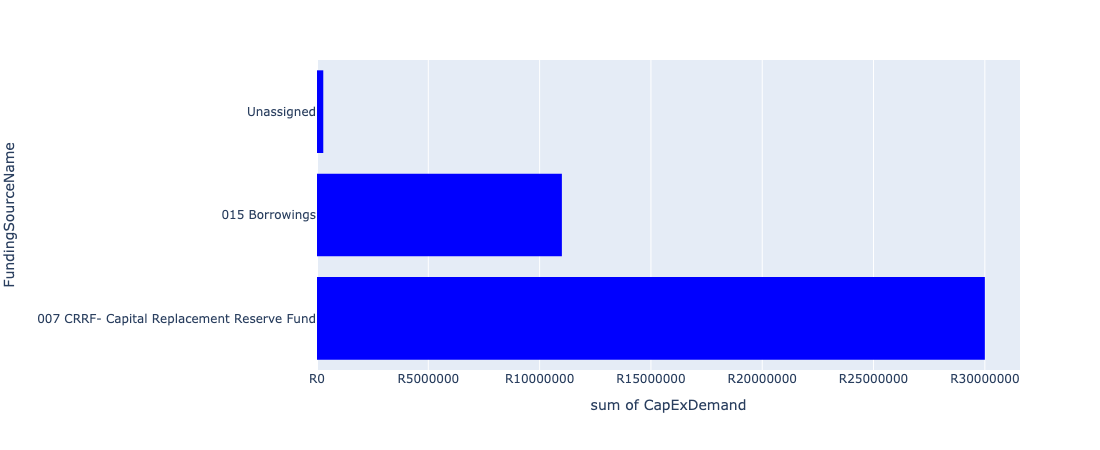 FundingSourceName
Unassigned
015 Borrowings
007 CRRF- Capital Replacement Reserve Fund
R0 R5000000 R10000000 R15000000 R20000000 R25000000 R30000000
sum of CapExDemand